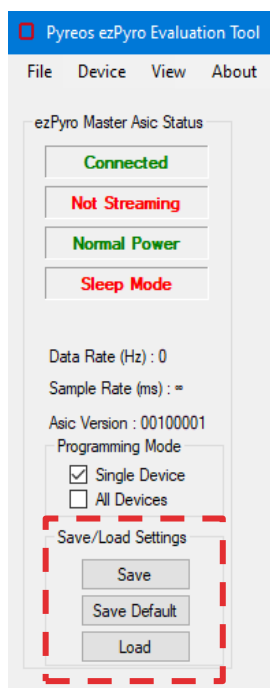 Pyreos ezPyro Evaluation Tool
File Device View About
ezPyro Master Asic Status
Connected
Not Streaming
Normal Power
Sleep Mode
Data Rate (Hz) : 0
Sample Rate (ms) : ∞
Asic Version : 00100001
Programming Mode
Single Device
All Devices
Save/Load Settings
Save
Save Default
Load